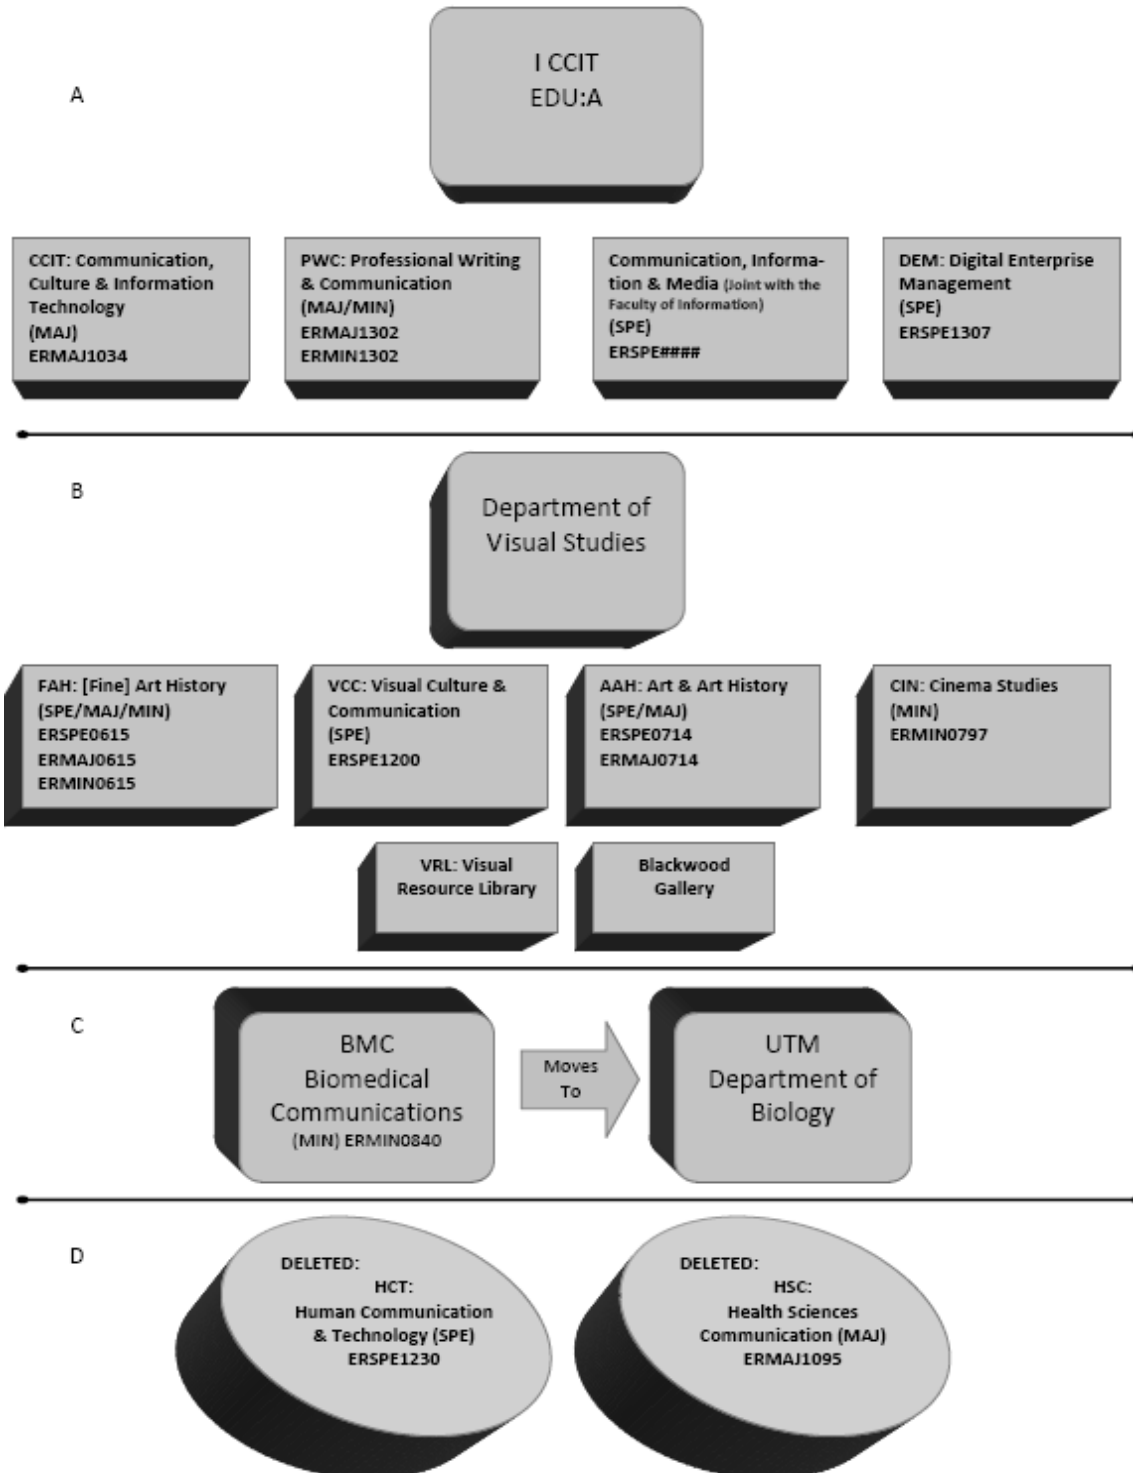 A
I CCIT
EDU:A
CCIT: Communication,
Culture & Information
Technology
(MAJ)
ERMAJ1034
PWC: Professional Writing
& Communication
(MAJ/MIN)
ERMAJ1302
ERMIN1302
Communication, Informa-
tion & Media (Joint with the
Faculty of Information)
(SPE)
ERSPE####
DEM: Digital Enterprise
Management
(SPE)
ERSPE1307
B
Department of
Visual Studies
FAH: [Fine] Art History
(SPE/MAJ/MIN)
ERSPE0615
ERMAJ0615
ERMIN0615
VCC: Visual Culture &
Communication
(SPE)
ERSPE1200
AAH: Art & Art History
(SPE/MAJ)
ERSPE0714
ERMAJ0714
CIN: Cinema Studies
(MIN)
ERMIN0797
VRL: Visual
Resource Library
Blackwood
Gallery
C
BMC
Biomedical
Communications
(MIN) ERMIN0840
Moves
To
UTM
Department of
Biology
D
DELETED:
HCT:
Human Communication
& Technology (SPE)
ERSPE1230
DELETED:
HSC:
Health Sciences
Communication (MAJ)
ERMAJ1095